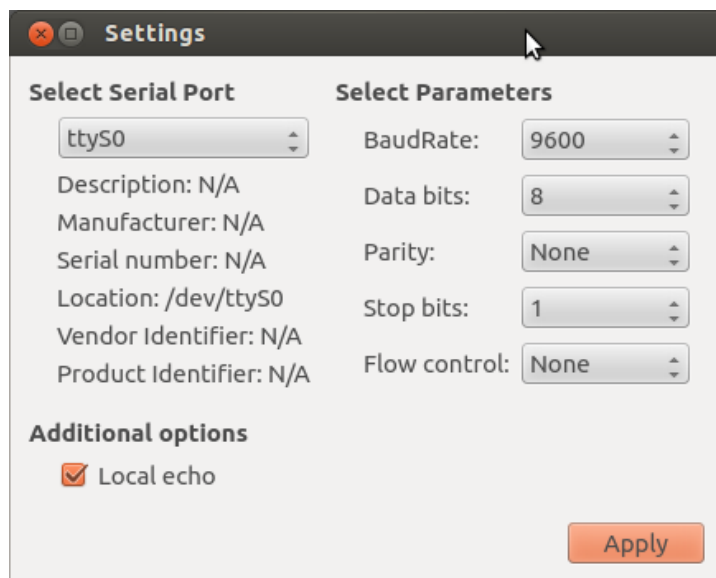 Settings
Select Serial Port
ttyS0
Description: N/A
Manufacturer: N/A
Serial number: N/A
Location: /dev/ttyS0
Vendor Identifier: N/A
Product Identifier: N/A
Select Parameters
BaudRate: 9600
Data bits: 8
Parity: None
Stop bits: 1
Flow control: None
Additional options
Local echo
Apply